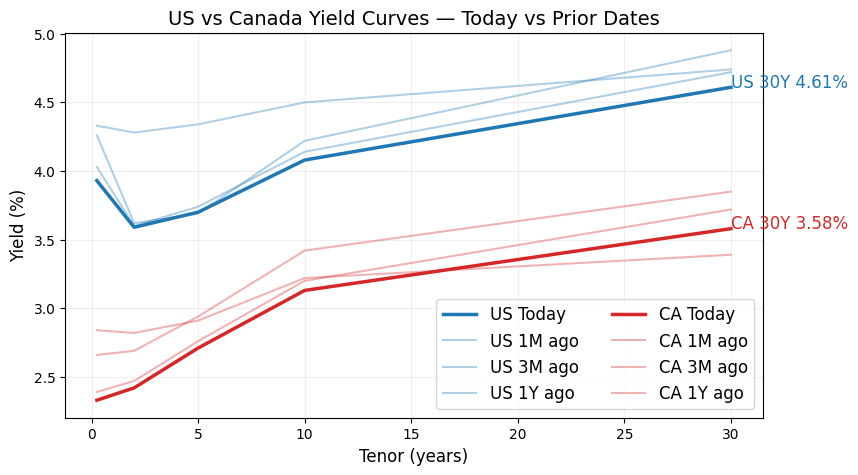 US vs Canada Yield Curves — Today vs Prior Dates
Yield (%)
5.0
4.5
4.0
3.5
3.0
2.5
US 30Y 4.61%
CA 30Y 3.58%
US Today
US 1M ago
US 3M ago
US 1Y ago
CA Today
CA 1M ago
CA 3M ago
CA 1Y ago
0
5
10
15
20
25
30
Tenor (years)